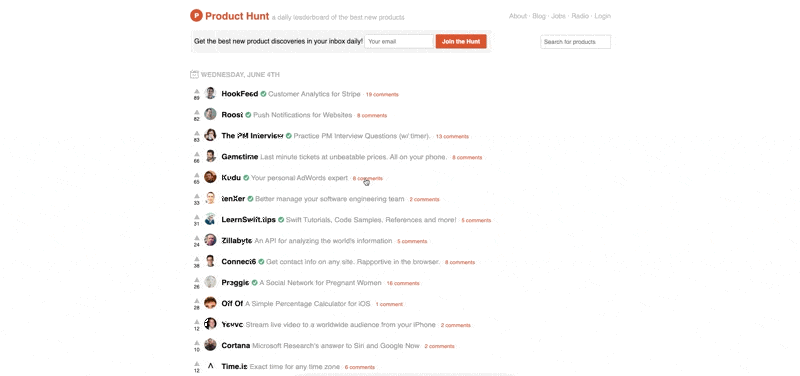 P Product Hunt a daily leaderboard of the best new products
About · Blog · Jobs · Radio · Login
Get the best new product discoveries in your inbox daily! Your email Join the Hunt Search for products
WEDNESDAY, JUNE 4TH
HookFeed Customer Analytics for Stripe 19 comments
89
Roost Push Notifications for Websites 8 comments
82
The PM Interview Practice PM Interview Questions (w/ timer). 13 comments
83
Gametime Last minute tickets at unbeatable prices. All on your phone. 8 comments
66
Kudu Your personal AdWords expert 8 comments
65
Better manage your software engineering team 2 comments
33
LearnSwift.tips Swift Tutorials, Code Samples. References and more! 5 comments
31
Zillabyte An API for analyzing the world's information 5 comments
24
Connect6 Get contact info on any site. Rapportive in the browser. 8 comments
38
A Social Network for Pregnant Women 16 comments
26
Of A Simple Percentage Calculator for iOS 1 comment
28
Stream live video to a worldwide audience from your iPhone 2 comments
12
Cortana Microsoft Research's answer to Siri and Google Now 2 comments
10
Time.is Exact time for any time zone 6 comments
12